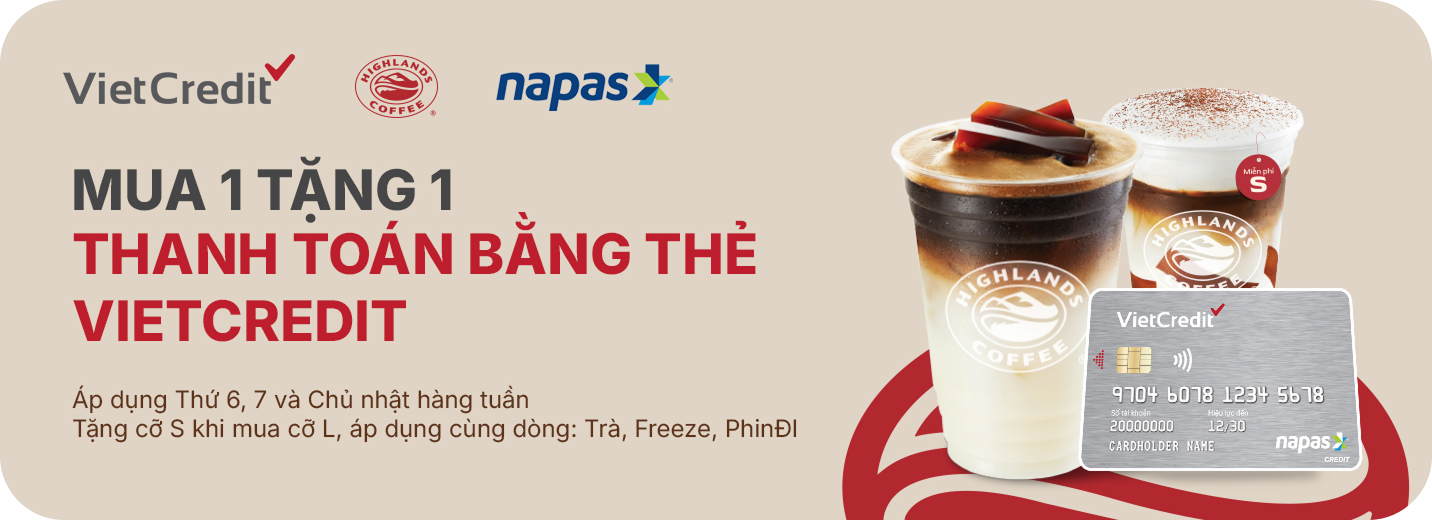 VietCredit
HIGHLANDS COFFEE ®
napas ®
MUA 1 TẶNG 1
THANH TOÁN BẰNG THẺ
VIETCREDIT
Áp dụng Thứ 6, 7 và Chủ nhật hàng tuần
Tặng cỡ S khi mua cỡ L, áp dụng cùng dòng: Trà, Freeze, PhinĐI
Miễn phí
S
HIGHLANDS COFFEE
HIGHLANDS COFFEE
VietCredit
9704 6078 1234 5678
Số tài khoản
Hiệu lực đến
20000000
12/30
CARDHOLDER NAME
napas
CREDIT